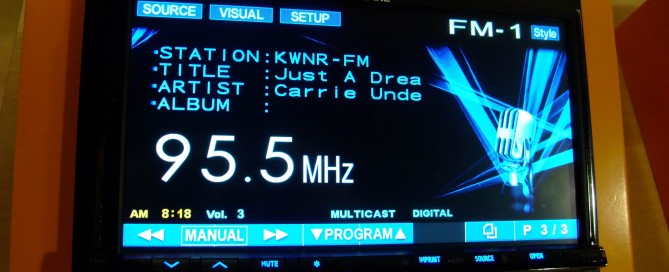 SOURCE VISUAL SETUP
FM-1 Style
STATION:KWNR-FM
TITLE :Just A Drea
ARTIST :Carrie Unde
ALBUM :
95.5MHz
AM 8:18 Vol. 3 MULTICAST DIGITAL
MANUAL PROGRAM P 3/3
MUTE IMPRINT SOURCE OPEN